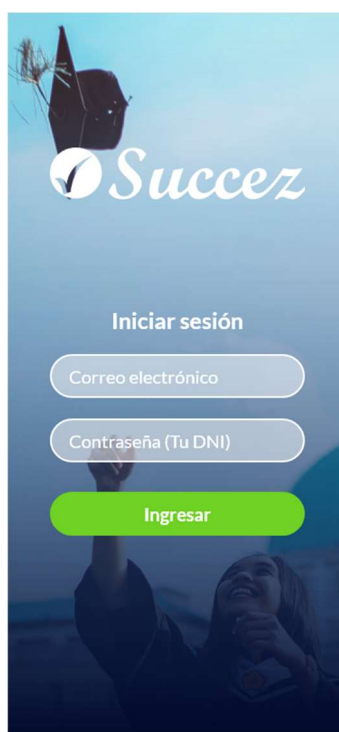 Succez
Iniciar sesión
Correo electrónico
Contraseña (Tu DNI)
Ingresar